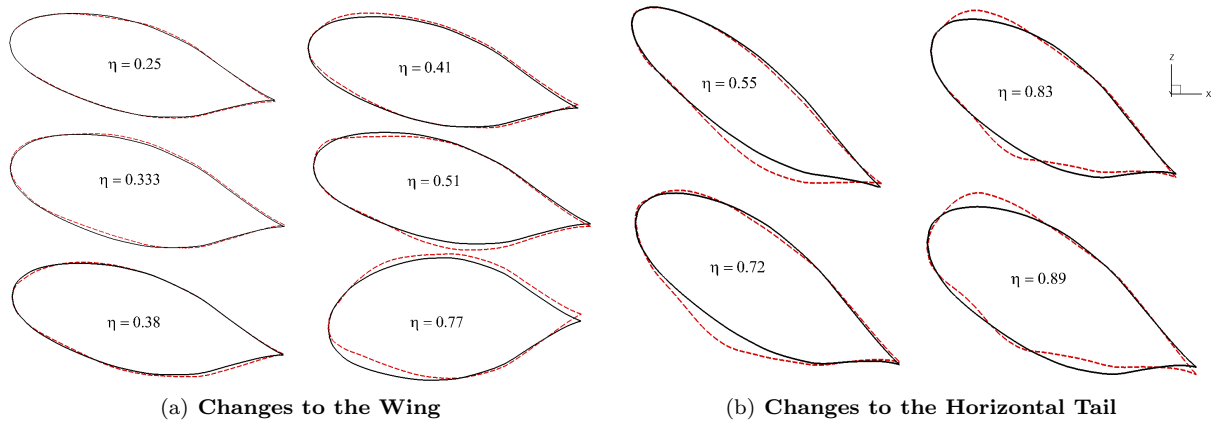 η = 0.25
η = 0.41
η = 0.333
η = 0.51
η = 0.38
η = 0.77
(a) Changes to the Wing
η = 0.55
η = 0.83
z
x
η = 0.72
η = 0.89
(b) Changes to the Horizontal Tail